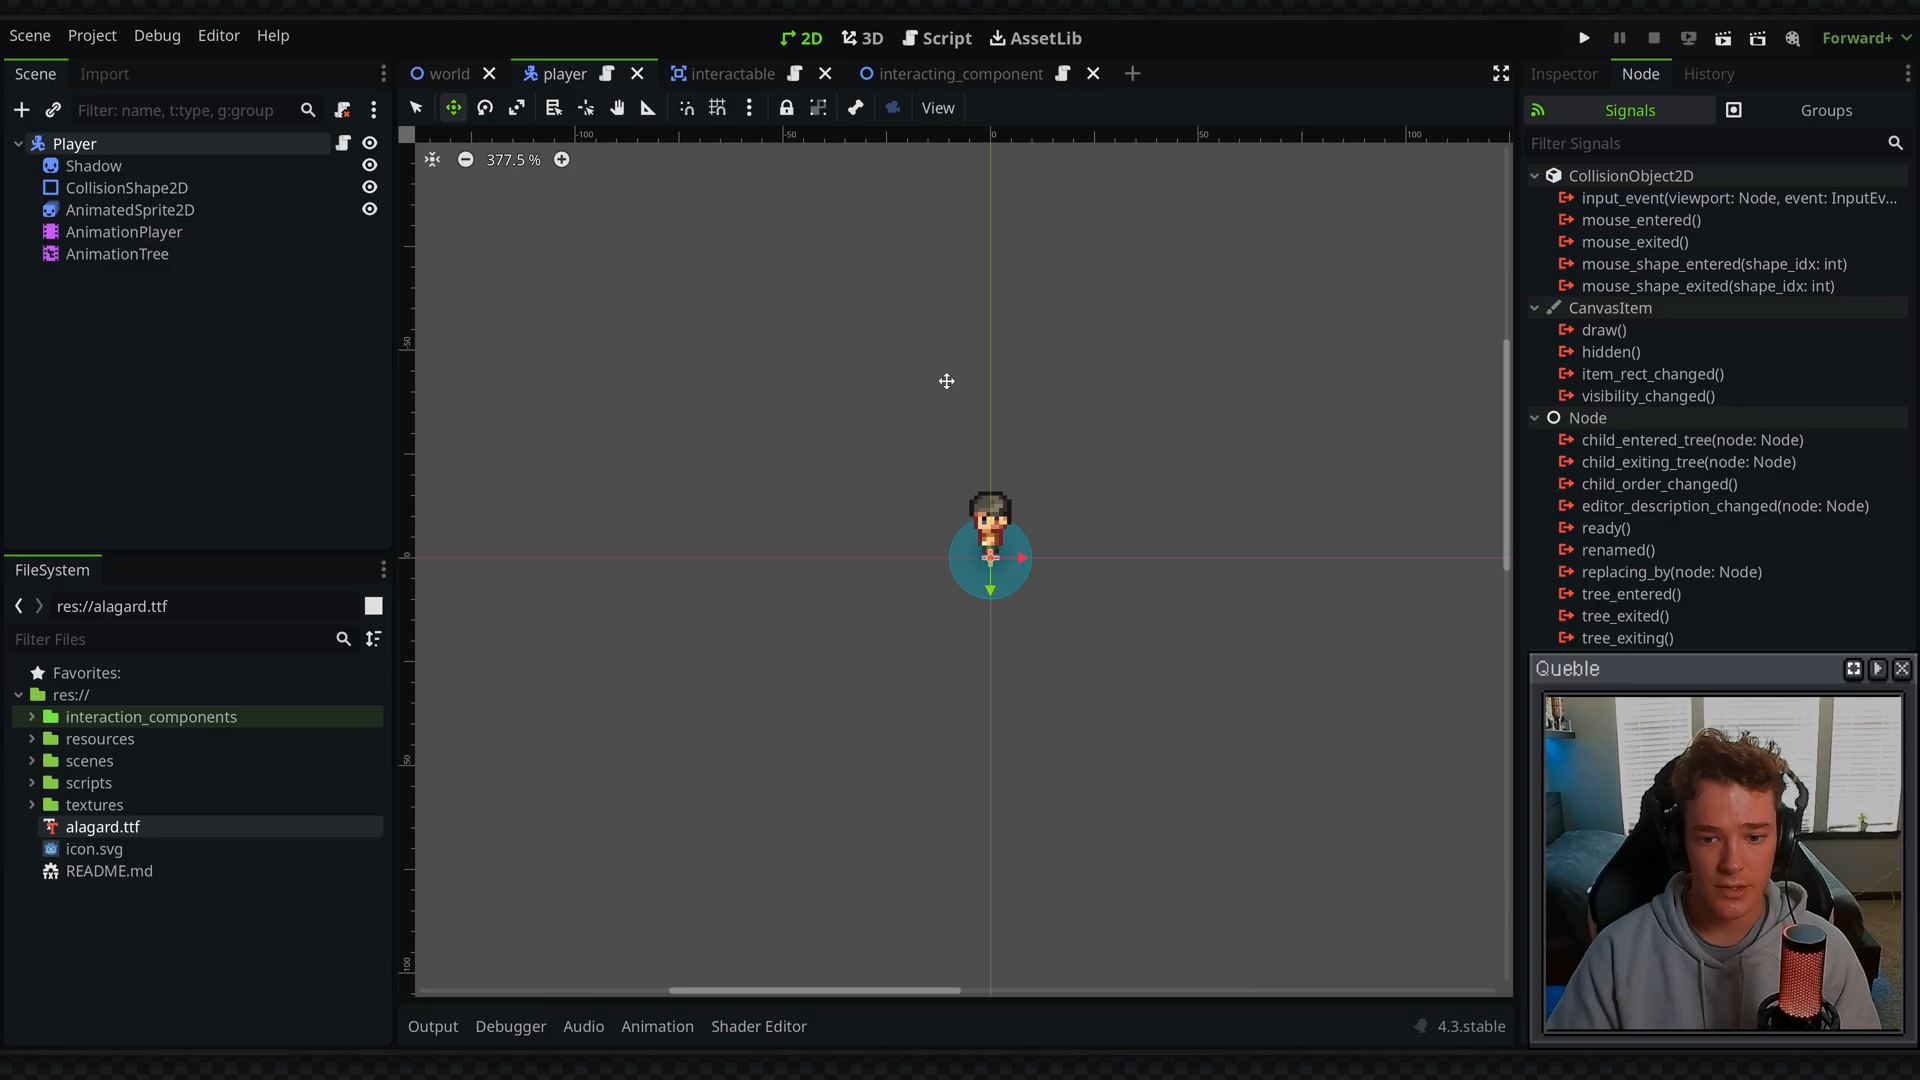 Scene Project Debug Editor Help
2D 3D Script AssetLib
Forward+
Scene Import
world player interactable interacting_component
Inspector Node History
Filter: name, t:type, g:group
View
Signals Groups
Filter Signals
Player
Shadow
CollisionShape2D
AnimatedSprite2D
AnimationPlayer
AnimationTree
-100 -50 0 50 100
377.5 %
-50
0
50
100
CollisionObject2D
input_event(viewport: Node, event: InputEv...
mouse_entered()
mouse_exited()
mouse_shape_entered(shape_idx: int)
mouse_shape_exited(shape_idx: int)
CanvasItem
draw()
hidden()
item_rect_changed()
visibility_changed()
Node
child_entered_tree(node: Node)
child_exiting_tree(node: Node)
child_order_changed()
editor_description_changed(node: Node)
ready()
renamed()
replacing_by(node: Node)
tree_entered()
tree_exited()
tree_exiting()
FileSystem
res://alagard.ttf
Filter Files
Favorites:
res://
interaction_components
resources
scenes
scripts
textures
alagard.ttf
icon.svg
README.md
Queble
Output Debugger Audio Animation Shader Editor
4.3.stable